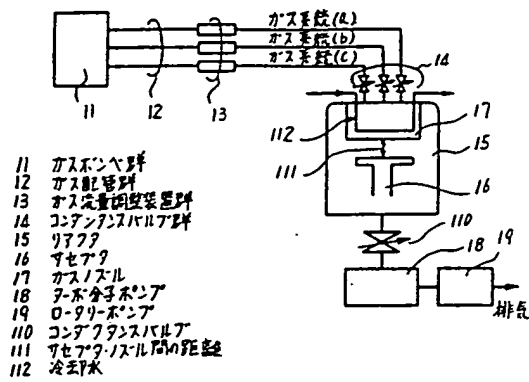 ガス系統(a)
ガス系統(b)
ガス系統(c)
14
11
12
13
112
17
15
111
16
110
18
19
排気
11 ガスボンベ群
12 ガス配管群
13 ガス流量調整装置群
14 コンダンタンスバルブ群
15 リアクタ
16 サセプタ
17 ガスノズル
18 ターボ分子ポンプ
19 ロータリーポンプ
110 コンダクタンスバルブ
111 サセプタ・ノズル間の距離
112 冷却水